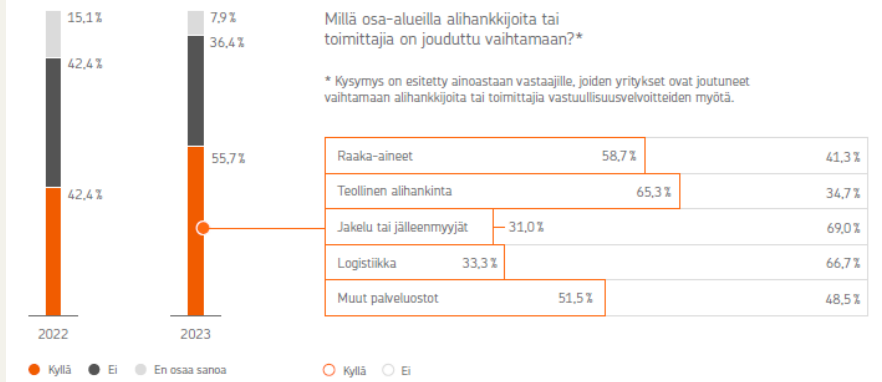 15,1 %
42,4 %
42,4 %
2022
7,9 %
36,4 %
55,7 %
2023
Kyllä Ei En osaa sanoa
Millä osa-alueilla alihankkijoita tai
toimittajia on jouduttu vaihtamaan?*
* Kysymys on esitetty ainoastaan vastaajille, joiden yritykset ovat joutuneet
vaihtamaan alihankkijoita tai toimittajia vastuullisuusvelvoitteiden myötä.
Raaka-aineet 58,7 % 41,3 %
Teollinen alihankinta 65,3 % 34,7 %
Jakelu tai jälleenmyyjät 31,0 % 69,0 %
Logistiikka 33,3 % 66,7 %
Muut palveluostot 51,5 % 48,5 %
Kyllä Ei